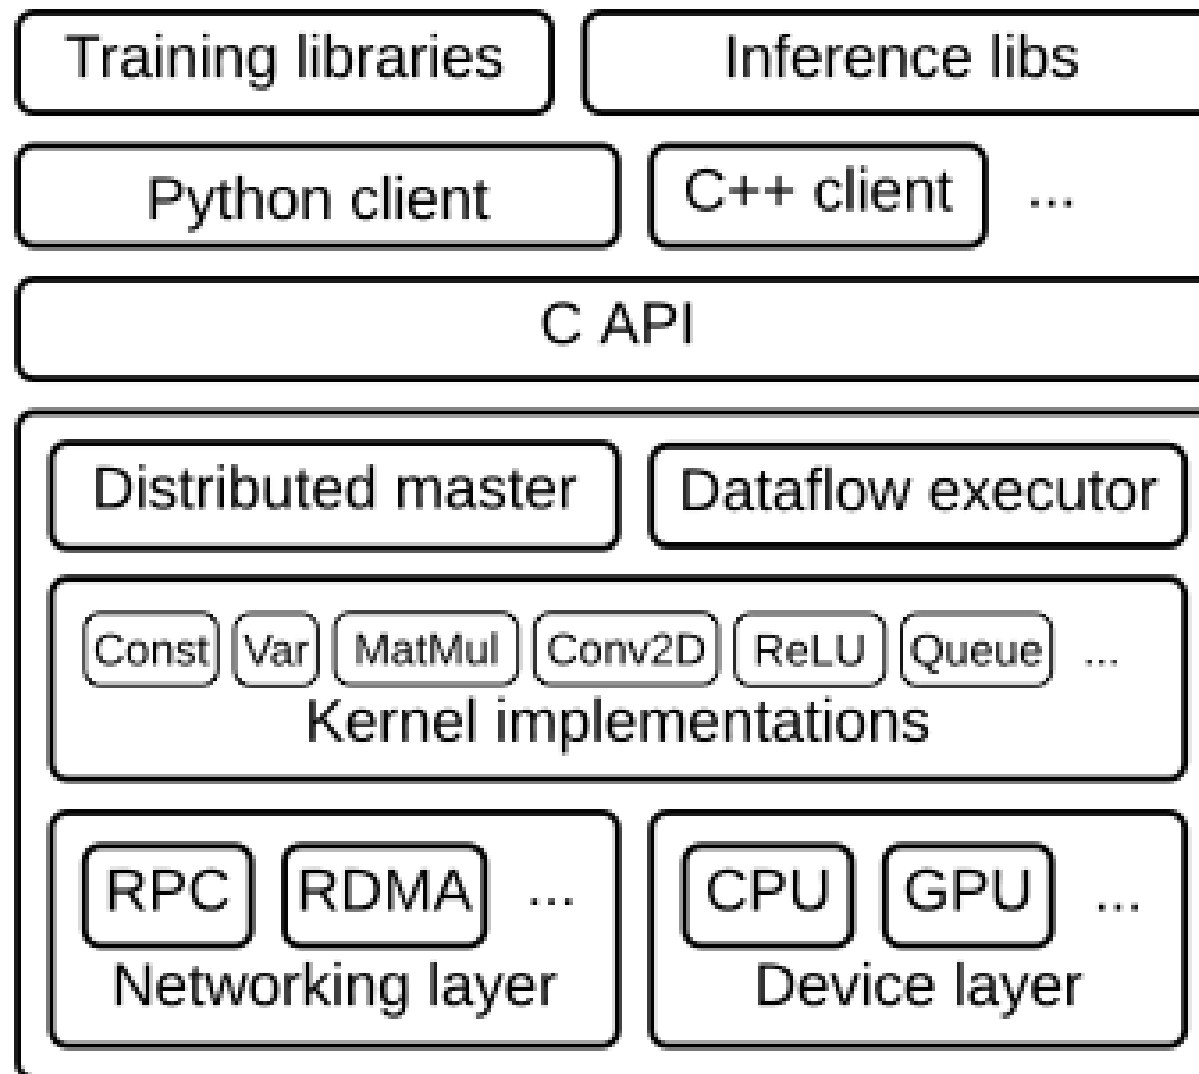 Training libraries Inference libs
Python client C++ client ...
C API
Distributed master Dataflow executor
Const Var MatMul Conv2D ReLU Queue ...
Kernel implementations
RPC RDMA ... CPU GPU ...
Networking layer Device layer